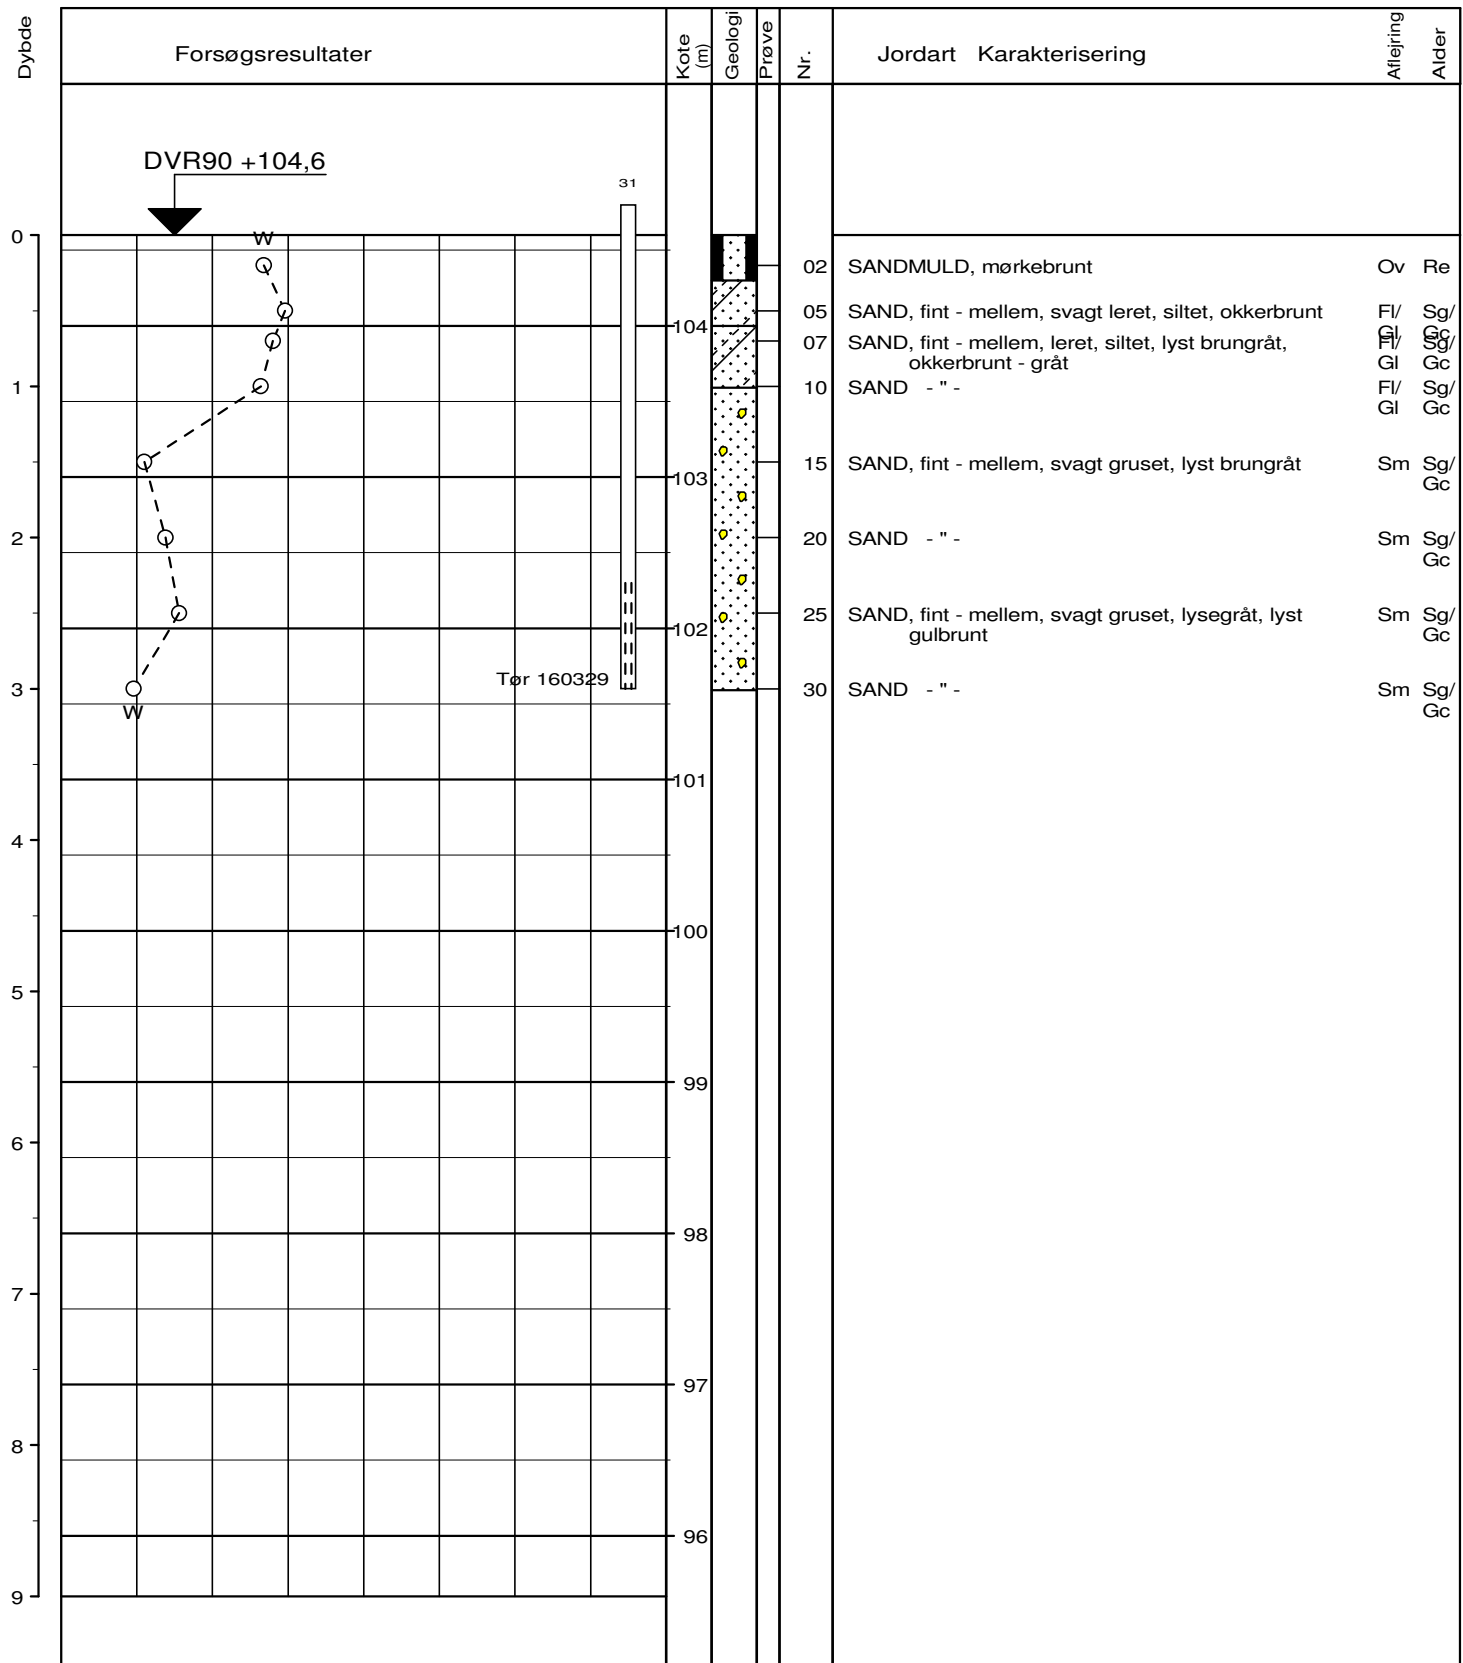 Dybde
Forsøgsresultater
Kote
(m)
Geologi
Prøve
Nr.
Jordart Karakterisering
Aflejring
Alder
DVR90 +104,6
31
0
W
02 SANDMULD, mørkebrunt Ov Re
05 SAND, fint - mellem, svagt leret, siltet, okkerbrunt Fl/ Sg/
Gl Gc
104
07 SAND, fint - mellem, leret, siltet, lyst brungråt, Fl/ Sg/
okkerbrunt - gråt Gl Gc
1
10 SAND - " - Fl/ Sg/
Gl Gc
15 SAND, fint - mellem, svagt gruset, lyst brungråt Sm Sg/
103
Gc
2
20 SAND - " - Sm Sg/
Gc
25 SAND, fint - mellem, svagt gruset, lysegråt, lyst Sm Sg/
102
gulbrunt Gc
Tør 160329
3
30 SAND - " - Sm Sg/
W
Gc
101
4
100
5
99
6
98
7
97
8
96
9